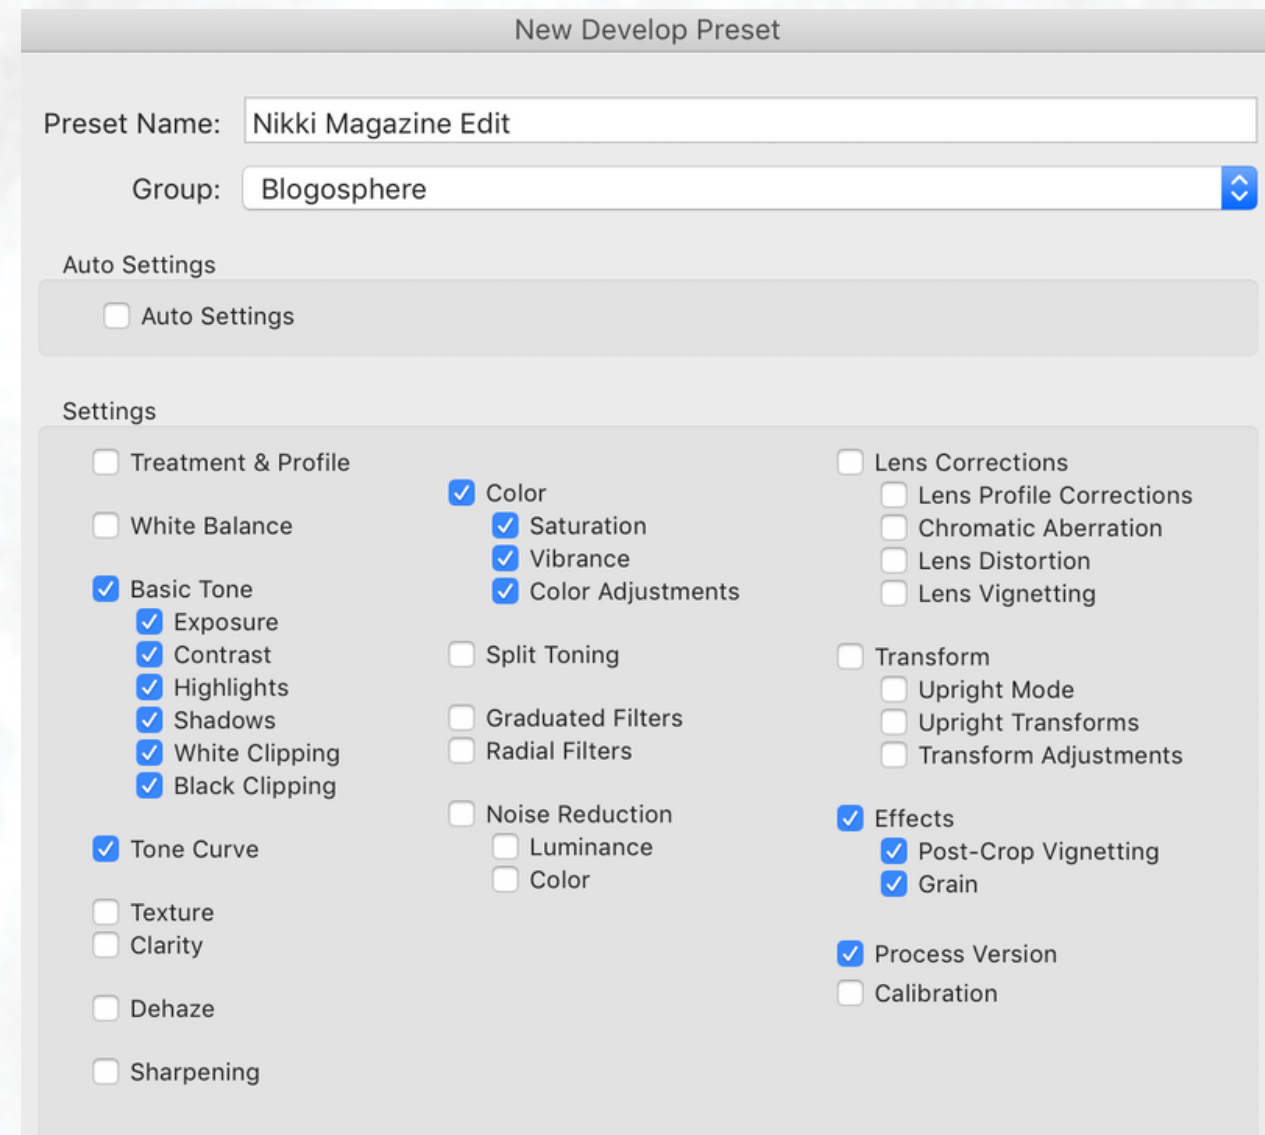 New Develop Preset
Preset Name: Nikki Magazine Edit
Group: Blogosphere
Auto Settings
Auto Settings
Settings
Treatment & Profile
White Balance
Basic Tone
Exposure
Contrast
Highlights
Shadows
White Clipping
Black Clipping
Tone Curve
Texture
Clarity
Dehaze
Sharpening
Color
Saturation
Vibrance
Color Adjustments
Split Toning
Graduated Filters
Radial Filters
Noise Reduction
Luminance
Color
Lens Corrections
Lens Profile Corrections
Chromatic Aberration
Lens Distortion
Lens Vignetting
Transform
Upright Mode
Upright Transforms
Transform Adjustments
Effects
Post-Crop Vignetting
Grain
Process Version
Calibration